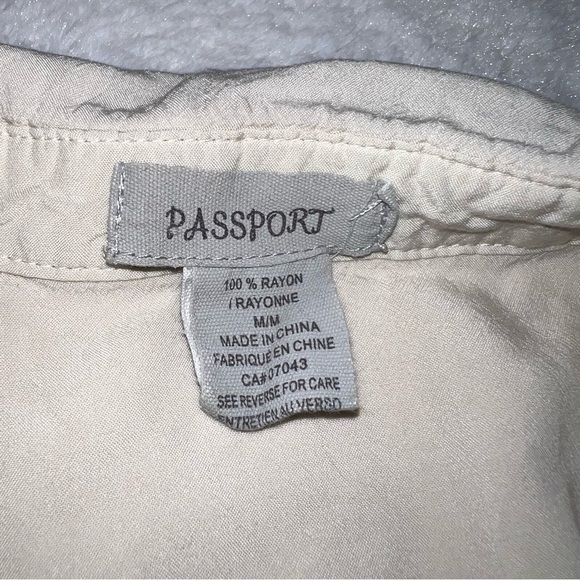 PASSPORT
100 % RAYON
/ RAYONNE
M/M
MADE IN CHINA
FABRIQUE EN CHINE
CA# 07043
SEE REVERSE FOR CARE
ENTRETIEN AU VERSO